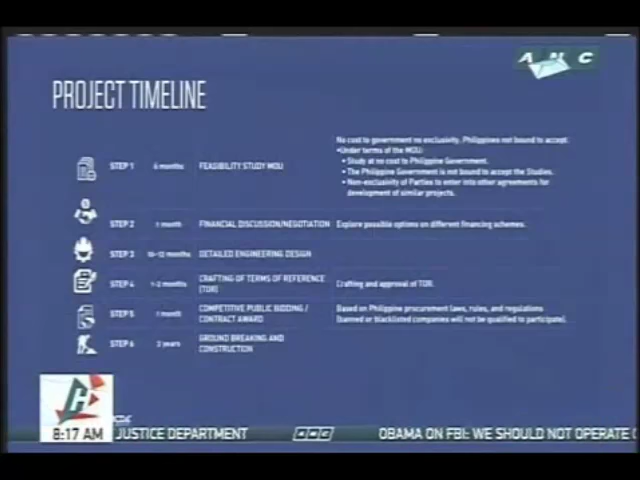 ANC
PROJECT TIMELINE
No cost to government no exclusivity. Philippines not bound to accept.
•Under terms of the MOU:
• Study at no cost to Philippine Government.
• The Philippine Government is not bound to accept the Studies.
• Non-exclusivity of Parties to enter into other agreements for
development of similar projects.
STEP 1 6 months FEASIBILITY STUDY MOU
STEP 2 1 month FINANCIAL DISCUSSION/NEGOTIATION Explore possible options on different financing schemes.
STEP 3 10-12 months DETAILED ENGINEERING DESIGN
STEP 4 1-2 months CRAFTING OF TERMS OF REFERENCE
(TOR) Crafting and approval of TOR.
STEP 5 1 month COMPETITIVE PUBLIC BIDDING / Based on Philippine procurement laws, rules, and regulations
CONTRACT AWARD (banned or blacklisted companies will not be qualified to participate).
STEP 6 3 years GROUND BREAKING AND
CONSTRUCTION
H
8:17 AM JUSTICE DEPARTMENT ANC OBAMA ON FBI: WE SHOULD NOT OPERATE